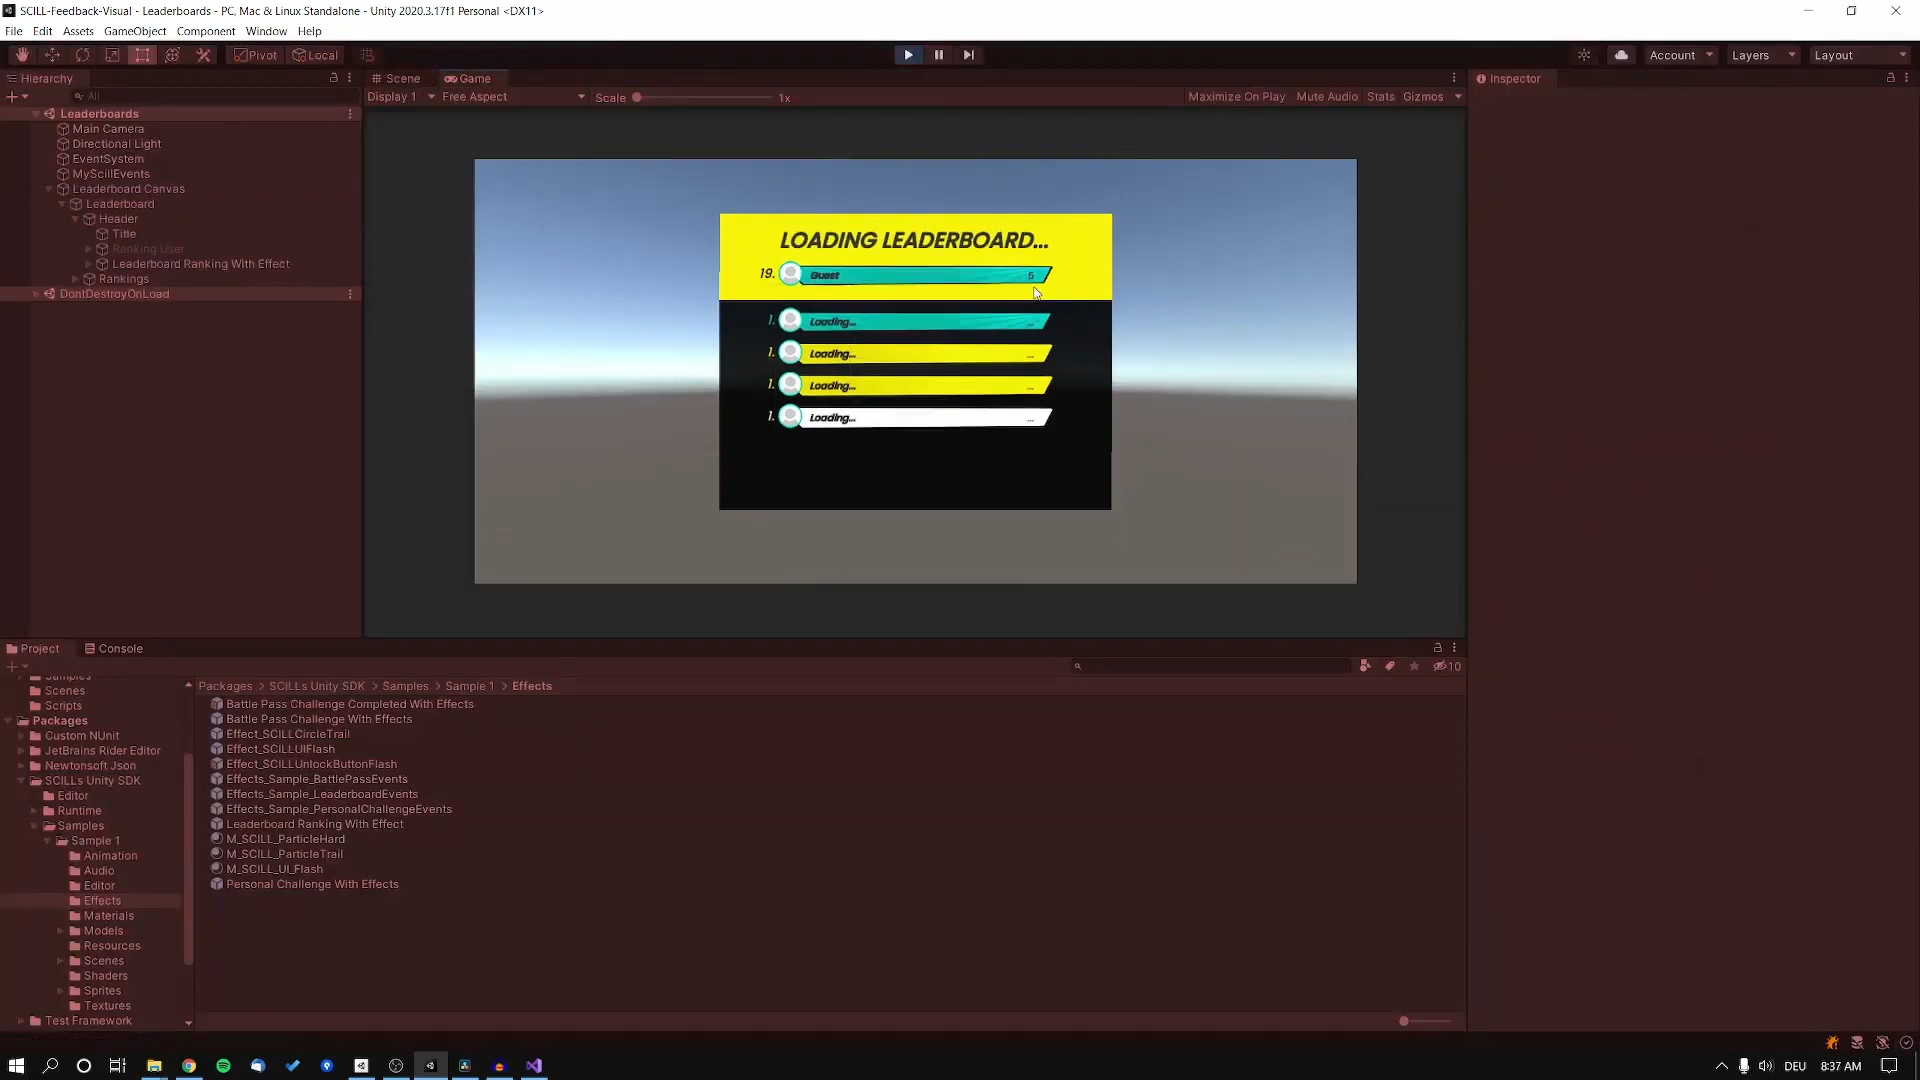 SCILL-Feedback-Visual - Leaderboards - PC, Mac & Linux Standalone - Unity 2020.3.17f1 Personal <DX11>
File Edit Assets GameObject Component Window Help
Pivot Local Account Layers Layout
Hierarchy Scene Game Inspector
All Display 1 Free Aspect Scale 1x Maximize On Play Mute Audio Stats Gizmos
Leaderboards
Main Camera
Directional Light
EventSystem
MyScillEvents
Leaderboard Canvas
Leaderboard
Header
Title
Ranking User
Leaderboard Ranking With Effect
Rankings
DontDestroyOnLoad
LOADING LEADERBOARD...
19. Guest 5
1. Loading... ...
1. Loading... ...
1. Loading... ...
1. Loading... ...
Project Console
10
Samples
Scenes
Scripts
Packages
Custom NUnit
JetBrains Rider Editor
Newtonsoft Json
SCILLs Unity SDK
Editor
Runtime
Samples
Sample 1
Animation
Audio
Editor
Effects
Materials
Models
Resources
Scenes
Shaders
Sprites
Textures
Test Framework
Packages > SCILLs Unity SDK > Samples > Sample 1 > Effects
Battle Pass Challenge Completed With Effects
Battle Pass Challenge With Effects
Effect_SCILLCircleTrail
Effect_SCILLUIFlash
Effect_SCILLUnlockButtonFlash
Effects_Sample_BattlePassEvents
Effects_Sample_LeaderboardEvents
Effects_Sample_PersonalChallengeEvents
Leaderboard Ranking With Effect
M_SCILL_ParticleHard
M_SCILL_ParticleTrail
M_SCILL_UI_Flash
Personal Challenge With Effects
DEU 8:37 AM